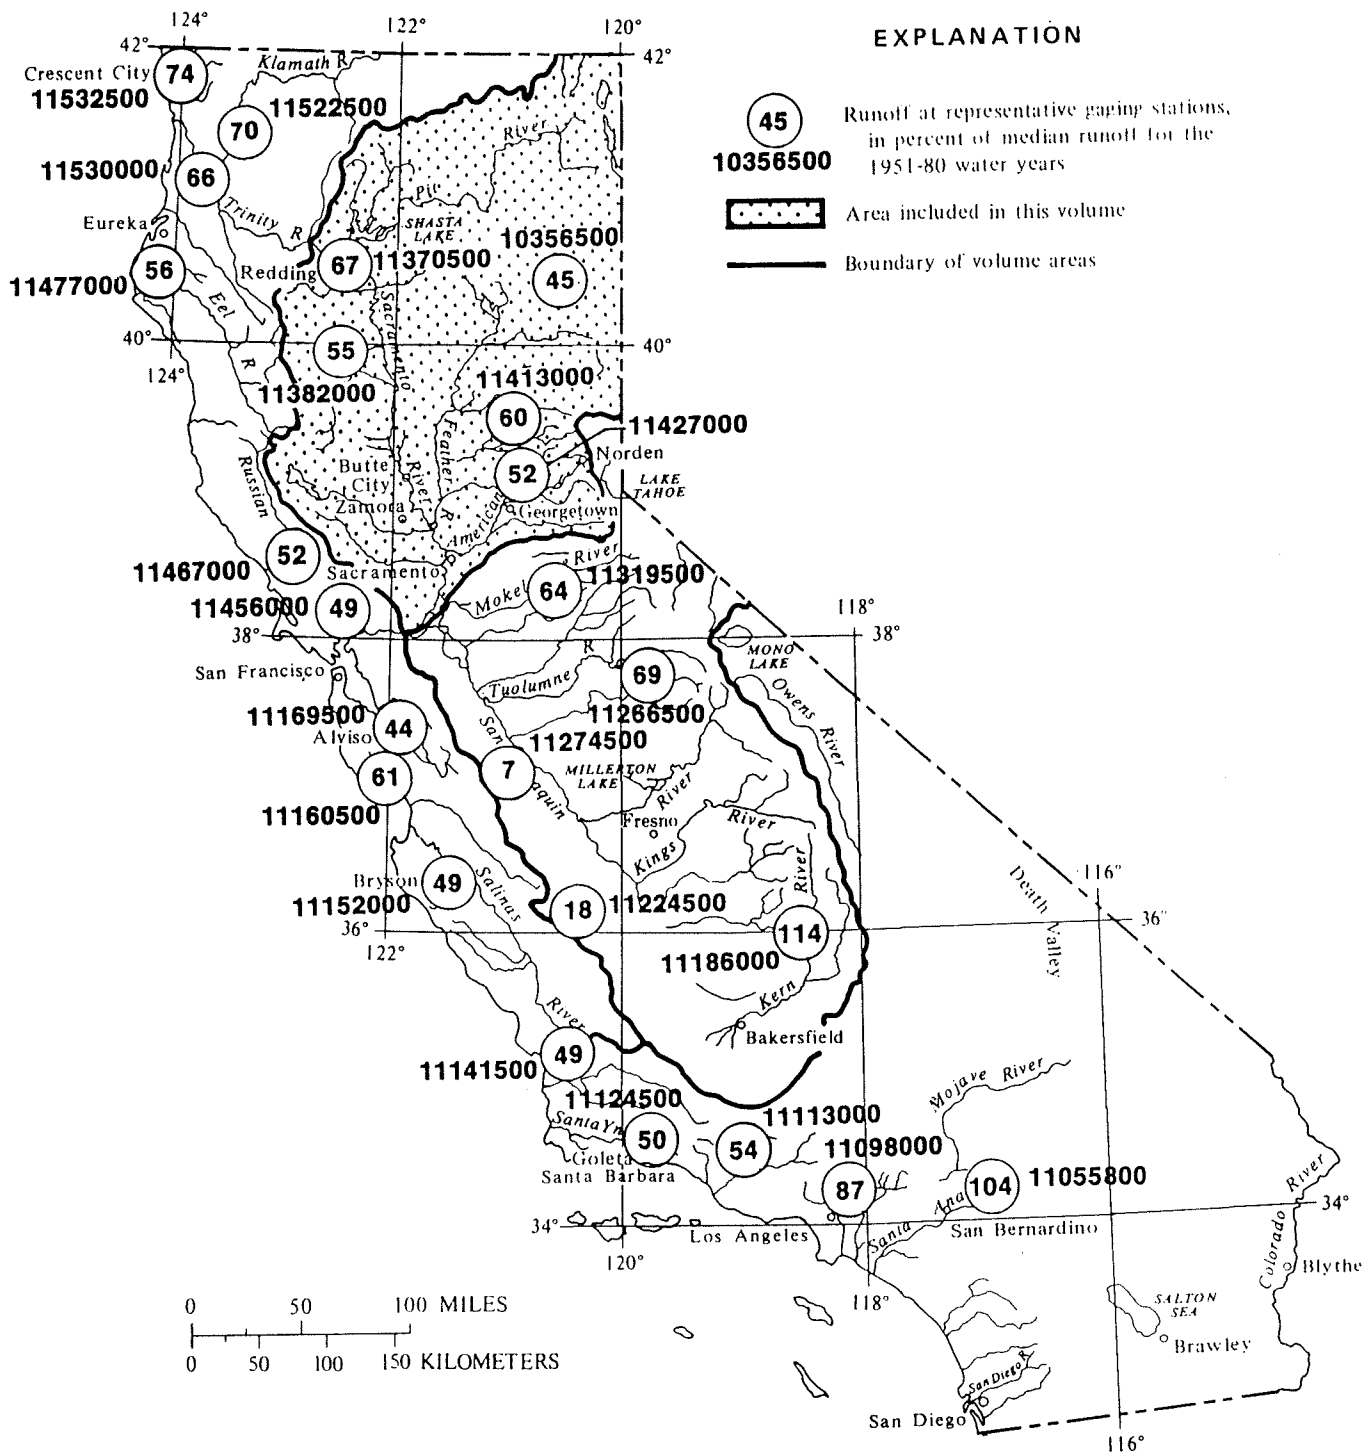 124°
122°
120°
EXPLANATION
42°
42°
Crescent City
74
11532500
Klamath R
11522500
70
45
10356500
Runoff at representative gaging stations,
in percent of median runoff for the
1951-80 water years
Area included in this volume
Boundary of volume areas
River
Pit
11530000
66
Trinity
R
Eureka
SHASTA
LAKE
10356500
45
56
11477000
Redding
67
11370500
Eel
R
Sacramento
River
40°
40°
124°
55
11382000
11413000
60
11427000
Feather
R
Norden
52
LAKE
TAHOE
Russian
Butte
City
Zamora
American
Georgetown
52
11467000
Sacramento
River
Mokel
64
11319500
11456000
49
38°
118°
38°
MONO
LAKE
San Francisco
Tuolumne
R
69
11266500
Owens River
11169500
44
Alviso
San
11274500
7
aquin
61
11160500
MILLERTON
LAKE
River
Fresno
Kings
River
River
Bryson
49
11152000
Salinas
18
11224500
114
11186000
36°
122°
116°
36°
Death Valley
Kern
Bakersfield
River
49
11141500
11124500
Santa Yn
50
Goleta
Santa Barbara
11113000
54
11098000
87
Mojave River
104
11055800
Santa Ana
San Bernardino
Los Angeles
34°
34°
120°
118°
River
Colorado
Blythe
SALTON
SEA
Brawley
San Diego R
San Diego
116°
0 50 100 MILES
0 50 100 150 KILOMETERS